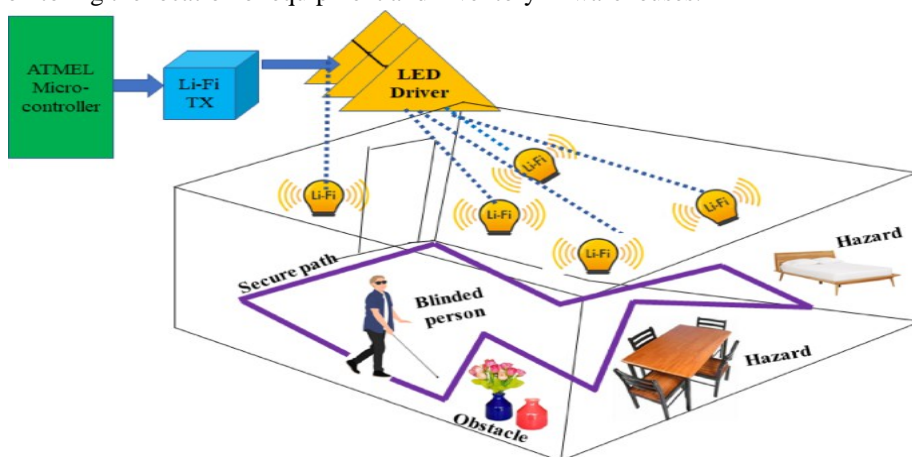 ATMEL
Micro-
controller
Li-Fi
TX
LED
Driver
Li-Fi
Li-Fi
Li-Fi
Li-Fi
Li-Fi
Secure path
Blinded
person
Hazard
Hazard
Obstacle